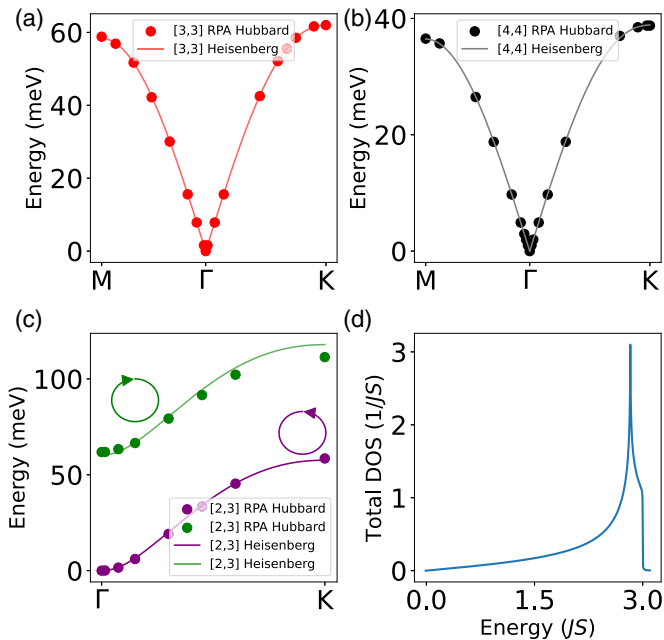 (a)
[3,3] RPA Hubbard
[3,3] Heisenberg
Energy (meV)
60
40
20
0
M Γ K
(b)
[4,4] RPA Hubbard
[4,4] Heisenberg
Energy (meV)
40
20
0
M Γ K
(c)
Energy (meV)
100
50
0
[2,3] RPA Hubbard
[2,3] RPA Hubbard
[2,3] Heisenberg
[2,3] Heisenberg
Γ K
(d)
Total DOS (1/JS)
3
2
1
0
0.0 1.5 3.0
Energy (JS)